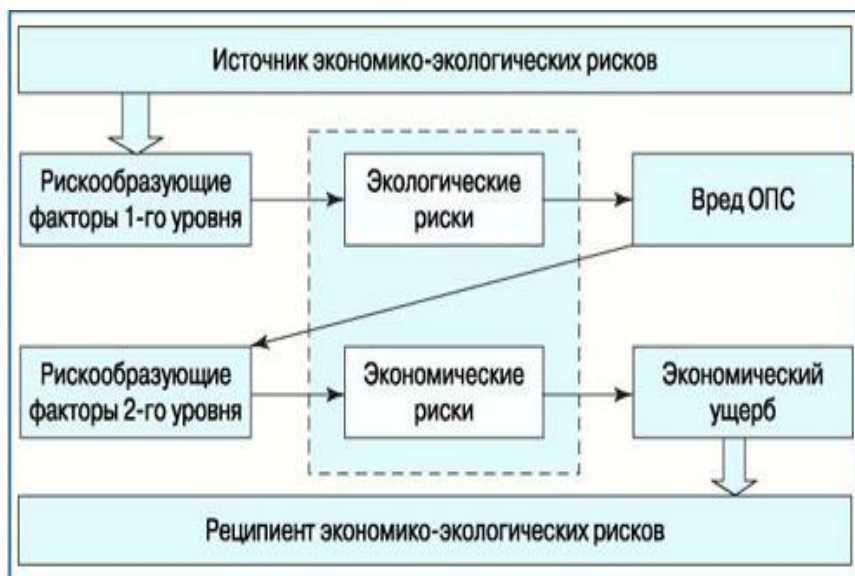 Источник экономико-экологических рисков
Рискообразующие
факторы 1-го уровня
Экологические
риски
Вред ОПС
Рискообразующие
факторы 2-го уровня
Экономические
риски
Экономический
ущерб
Реципиент экономико-экологических рисков